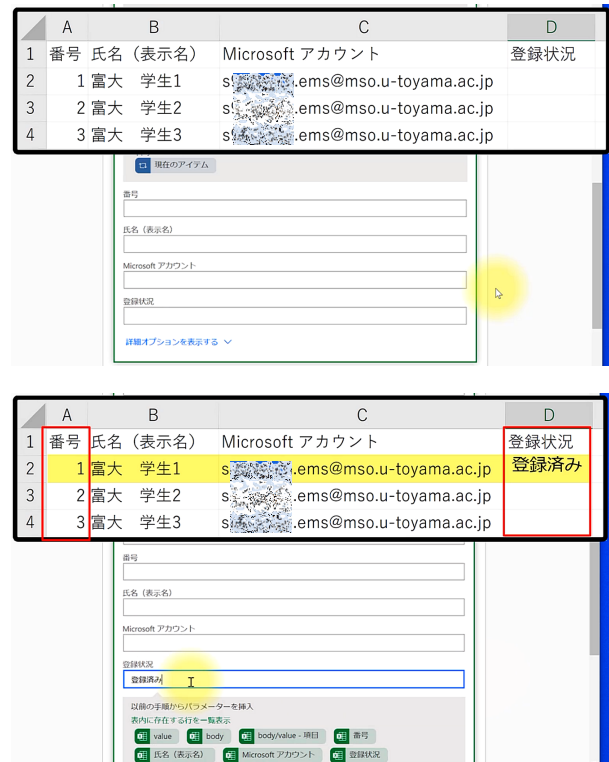 A B C D
1 番号 氏名（表示名） Microsoft アカウント 登録状況
2 1 富大 学生1 s .ems@mso.u-toyama.ac.jp
3 2 富大 学生2 s .ems@mso.u-toyama.ac.jp
4 3 富大 学生3 s .ems@mso.u-toyama.ac.jp
現在のアイテム
番号
氏名（表示名）
Microsoft アカウント
登録状況
詳細オプションを表示する
A B C D
1 番号 氏名（表示名） Microsoft アカウント 登録状況
2 1 富大 学生1 s .ems@mso.u-toyama.ac.jp 登録済み
3 2 富大 学生2 s .ems@mso.u-toyama.ac.jp
4 3 富大 学生3 s .ems@mso.u-toyama.ac.jp
番号
氏名（表示名）
Microsoft アカウント
登録状況
登録済み
以前の手順からパラメーターを挿入
表内に存在する行を一覧表示
value body body/value - 項目 番号
氏名（表示名） Microsoft アカウント 登録状況